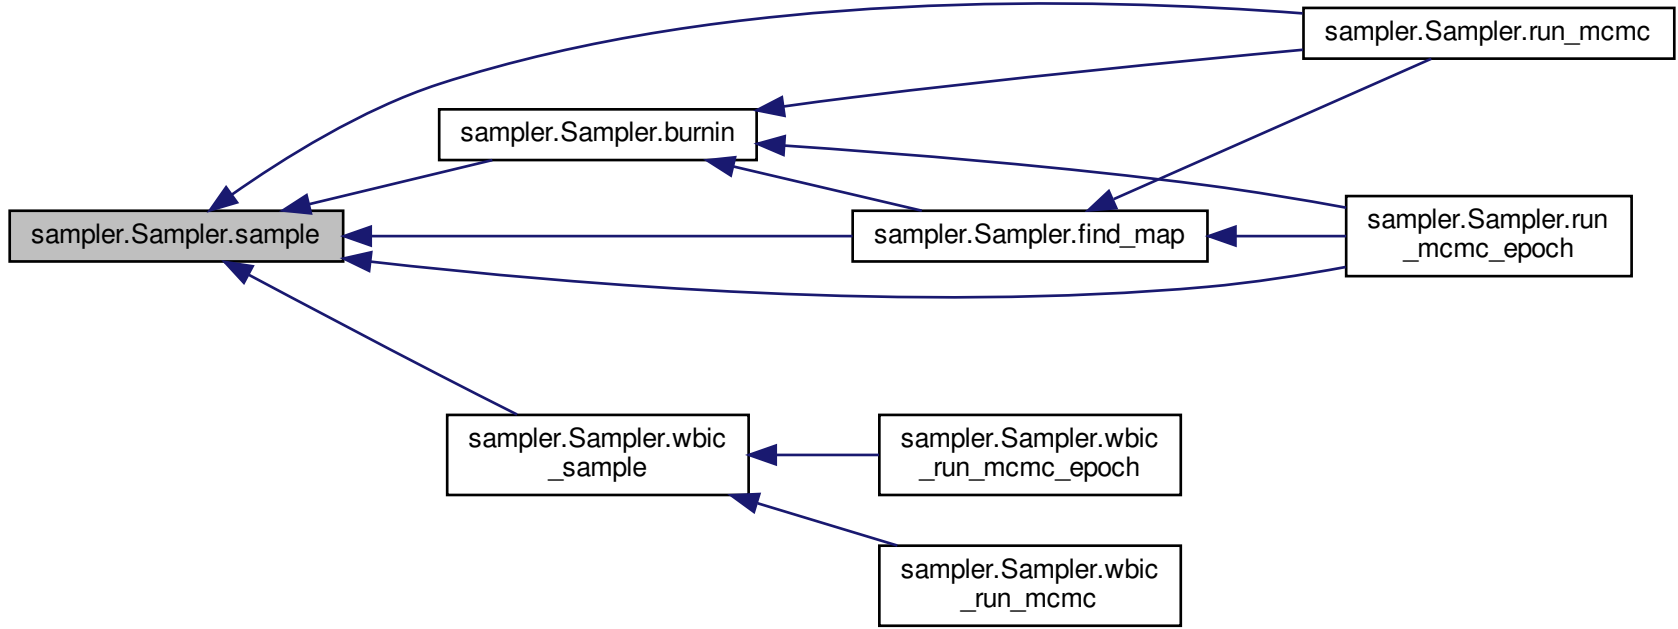 sampler.Sampler.run_mcmc
sampler.Sampler.burnin
sampler.Sampler.sample
sampler.Sampler.find_map
sampler.Sampler.run
_mcmc_epoch
sampler.Sampler.wbic
_sample
sampler.Sampler.wbic
_run_mcmc_epoch
sampler.Sampler.wbic
_run_mcmc